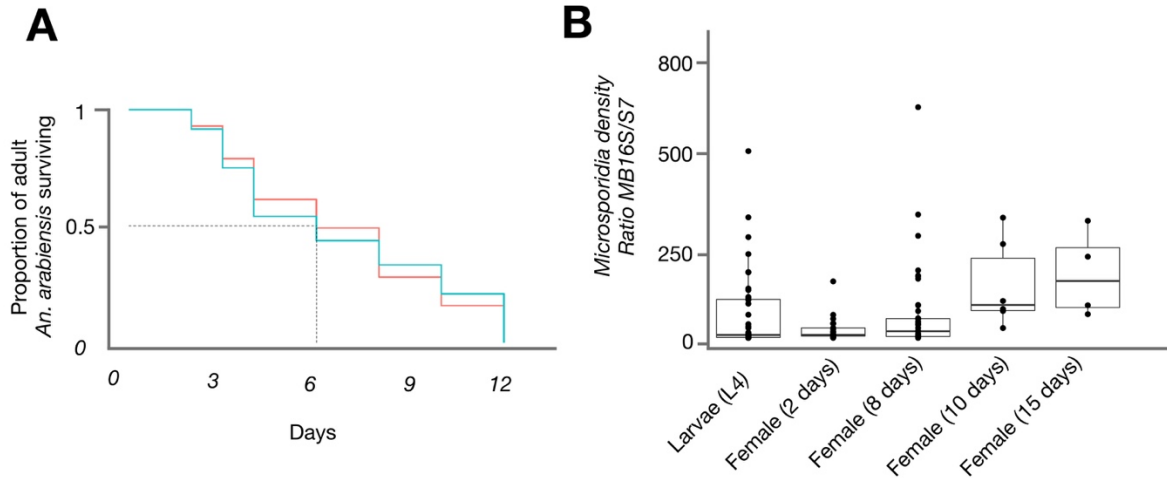 A
Proportion of adult
An. arabiensis surviving
1
0.5
0
0 3 6 9 12
Days
B
Microsporidia density
Ratio MB16S/S7
800
500
250
0
Larvae (L4)
Female (2 days)
Female (8 days)
Female (10 days)
Female (15 days)